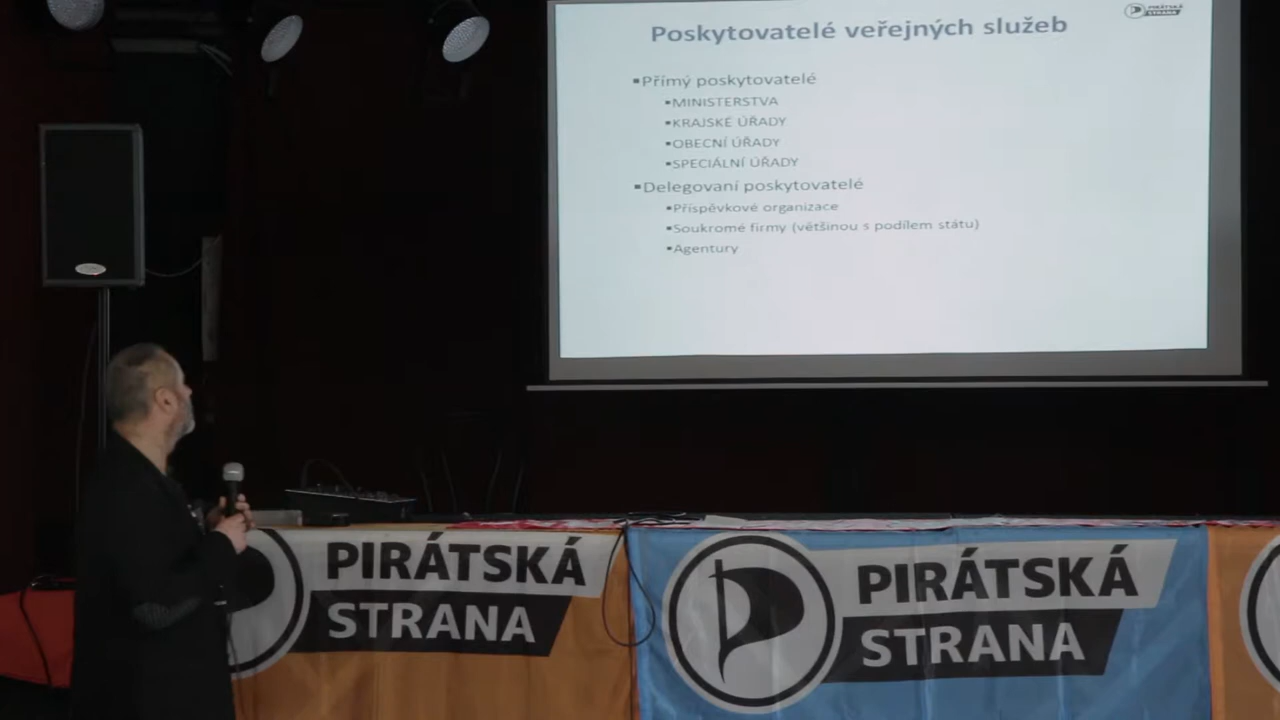 Poskytovatelé veřejných služeb
PIRÁTSKÁ
STRANA
▪Přímý poskytovatelé
▪MINISTERSTVA
▪KRAJSKÉ ÚŘADY
▪OBECNÍ ÚŘADY
▪SPECIÁLNÍ ÚŘADY
▪Delegovaní poskytovatelé
▪Příspěvkové organizace
▪Soukromé firmy (většinou s podílem státu)
▪Agentury
PIRÁTSKÁ
STRANA
PIRÁTSKÁ
STRANA